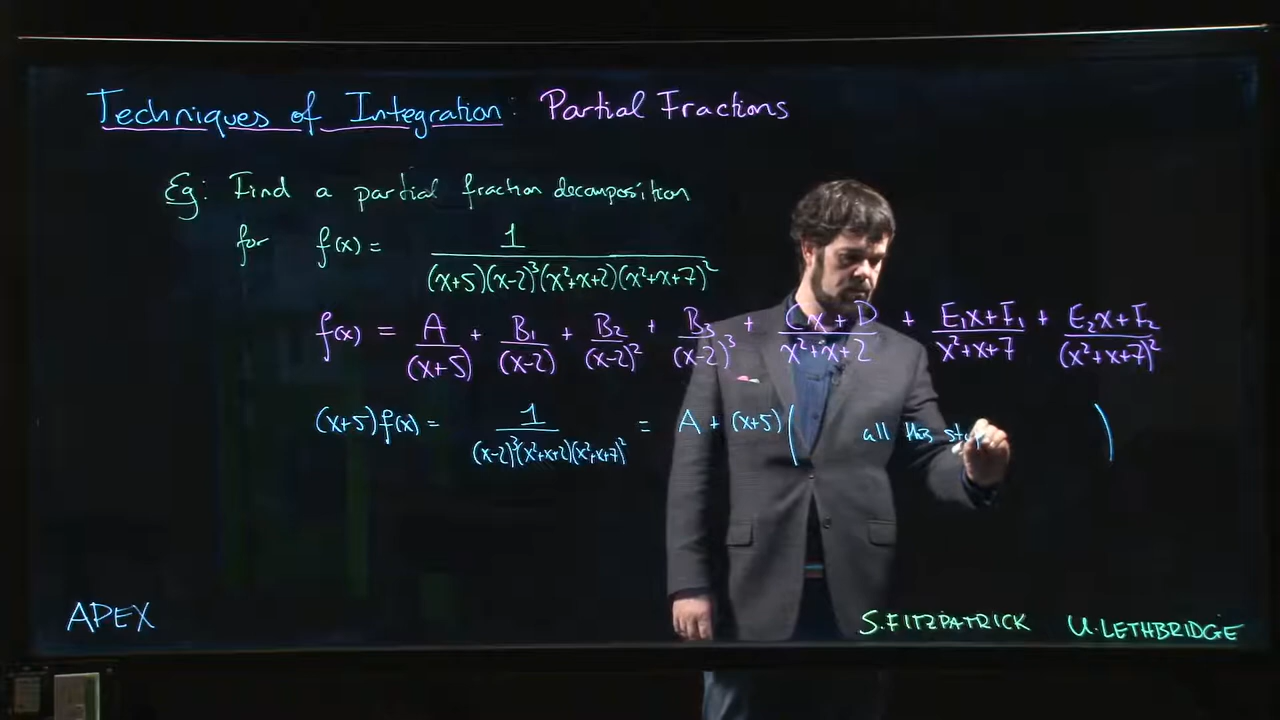 Techniques of Integration: Partial Fractions
Eg: Find a partial fraction decomposition
for f(x) = 1 / (x+5)(x-2)³(x²+x+2)(x²+x+7)²
f(x) = A/(x+5) + B₁/(x-2) + B₂/(x-2)² + B₃/(x-2)³ + Cx+D/x²+x+2 + E₁x+F₁/x²+x+7 + E₂x+F₂/(x²+x+7)²
(x+5)f(x) = 1/(x-2)³(x²+x+2)(x²+x+7)² = A + (x+5)( all this )
APEX
S.FITZPATRICK U.LETHBRIDGE